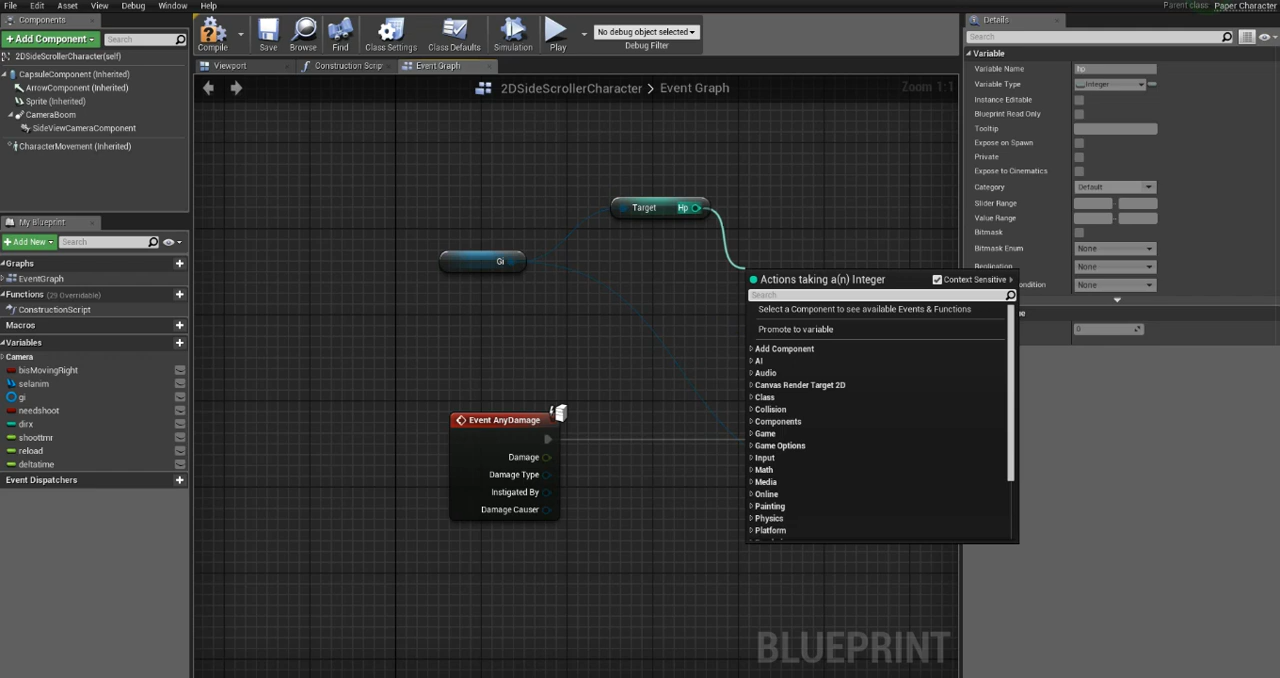 File Edit Asset View Debug Window Help
Parent class: Paper Character
Components
+Add Component
Search
2DSideScrollerCharacter(self)
CapsuleComponent (Inherited)
ArrowComponent (Inherited)
Sprite (Inherited)
CameraBoom
SideViewCameraComponent
CharacterMovement (Inherited)
My Blueprint
+Add New
Search
Graphs
EventGraph
Functions (29 Overridable)
ConstructionScript
Macros
Variables
Camera
bisMovingRight
selanim
gi
needshoot
dirx
shoottmr
reload
deltatime
Event Dispatchers
Compile
Save
Browse
Find
Class Settings
Class Defaults
Simulation
Play
No debug object selected
Debug Filter
Viewport
Construction Scrip
Event Graph
2DSideScrollerCharacter > Event Graph
Zoom 1:1
Target Hp
Gi
Event AnyDamage
Damage
Damage Type
Instigated By
Damage Causer
Actions taking a(n) Integer
Context Sensitive
Search
Select a Component to see available Events & Functions
Promote to variable
Add Component
AI
Audio
Canvas Render Target 2D
Class
Collision
Components
Game
Game Options
Input
Math
Media
Online
Painting
Physics
Platform
BLUEPRINT
Details
Search
Variable
Variable Name
Variable Type Integer
Instance Editable
Blueprint Read Only
Tooltip
Expose on Spawn
Private
Expose to Cinematics
Category Default
Slider Range
Value Range
Bitmask
Bitmask Enum None
Replication None
None
0